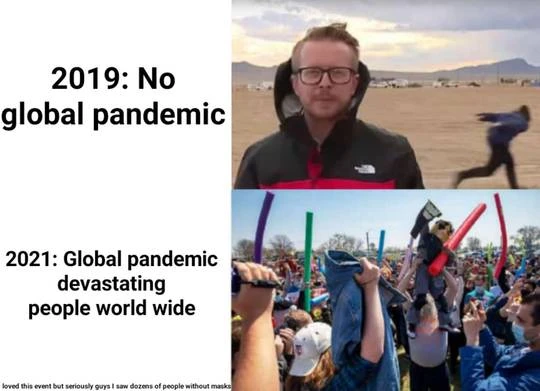 2019: No
global pandemic
THE NORTH FACE
2021: Global pandemic
devastating
people world wide
loved this event but seriously guys I saw dozens of people without masks